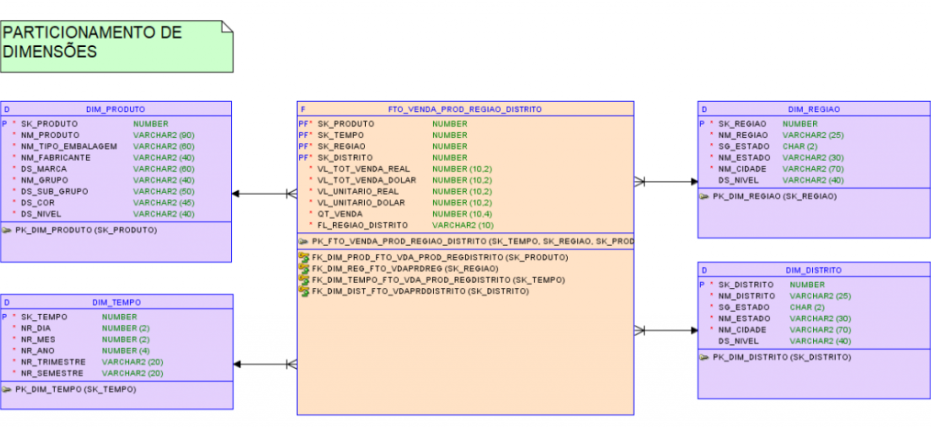 PARTICIONAMENTO DE
DIMENSÕES
D DIM_PRODUTO
P * SK_PRODUTO NUMBER
* NM_PRODUTO VARCHAR2 (90)
* NM_TIPO_EMBALAGEM VARCHAR2 (60)
* NM_FABRICANTE VARCHAR2 (40)
* DS_MARCA VARCHAR2 (60)
* NM_GRUPO VARCHAR2 (40)
* DS_SUB_GRUPO VARCHAR2 (50)
* DS_COR VARCHAR2 (45)
* DS_NIVEL VARCHAR2 (40)
PK_DIM_PRODUTO (SK_PRODUTO)
D DIM_TEMPO
P * SK_TEMPO NUMBER
* NR_DIA NUMBER (2)
* NR_MES NUMBER (2)
* NR_ANO NUMBER (4)
* NR_TRIMESTRE VARCHAR2 (20)
* NR_SEMESTRE VARCHAR2 (20)
PK_DIM_TEMPO (SK_TEMPO)
F FTO_VENDA_PROD_REGIAO_DISTRITO
PF* SK_PRODUTO NUMBER
PF* SK_TEMPO NUMBER
PF* SK_REGIAO NUMBER
PF* SK_DISTRITO NUMBER
* VL_TOT_VENDA_REAL NUMBER (10,2)
* VL_TOT_VENDA_DOLAR NUMBER (10,2)
* VL_UNITARIO_REAL NUMBER (10,2)
* VL_UNITARIO_DOLAR NUMBER (10,2)
* QT_VENDA NUMBER (10,4)
* FL_REGIAO_DISTRITO VARCHAR2 (10)
PK_FTO_VENDA_PROD_REGIAO_DISTRITO (SK_TEMPO, SK_REGIAO, SK_PROD
FK_DIM_PROD_FTO_VDA_PROD_REGDISTRITO (SK_PRODUTO)
FK_DIM_REG_FTO_VDAPRDREG (SK_REGIAO)
FK_DIM_TEMPO_FTO_VDA_PROD_REGDISTRITO (SK_TEMPO)
FK_DIM_DIST_FTO_VDAPRDDISTRITO (SK_DISTRITO)
D DIM_REGIAO
P * SK_REGIAO NUMBER
* NM_REGIAO VARCHAR2 (25)
* SG_ESTADO CHAR (2)
* NM_ESTADO VARCHAR2 (30)
* NM_CIDADE VARCHAR2 (70)
DS_NIVEL VARCHAR2 (40)
PK_DIM_REGIAO (SK_REGIAO)
D DIM_DISTRITO
P * SK_DISTRITO NUMBER
* NM_DISTRITO VARCHAR2 (25)
* SG_ESTADO CHAR (2)
* NM_ESTADO VARCHAR2 (30)
* NM_CIDADE VARCHAR2 (70)
DS_NIVEL VARCHAR2 (40)
PK_DIM_DISTRITO (SK_DISTRITO)